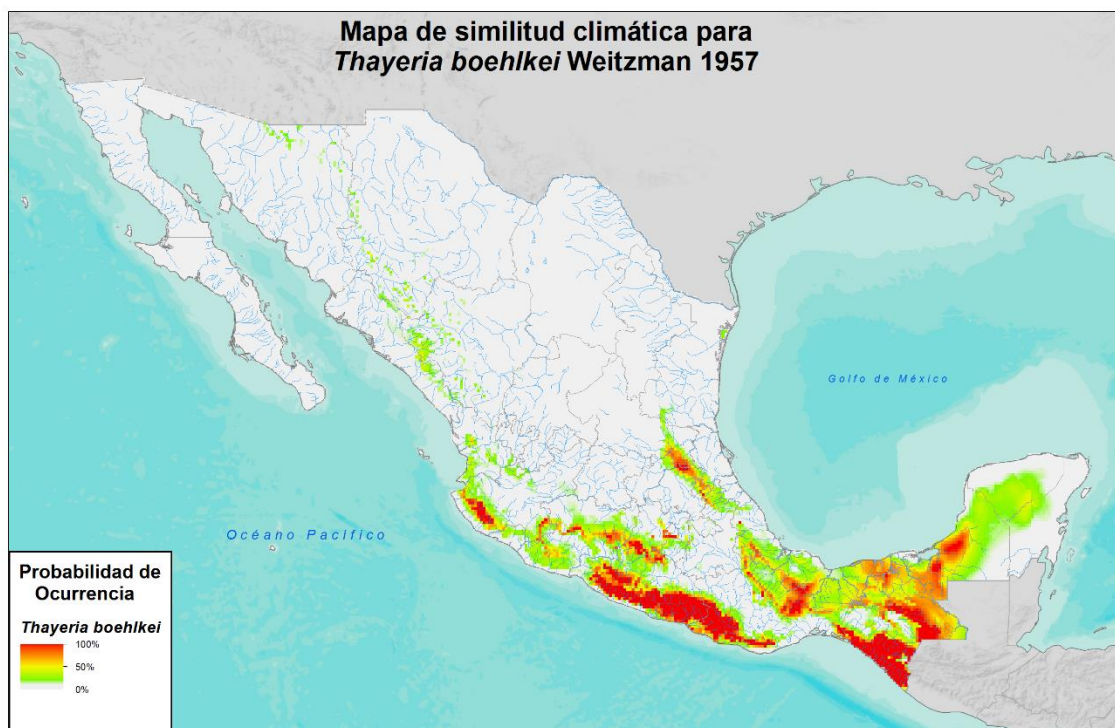 Mapa de similitud climática para
Thayeria boehlkei Weitzman 1957
Golfo de México
Océano Pacífico
Probabilidad de
Ocurrencia
Thayeria boehlkei
100%
50%
0%